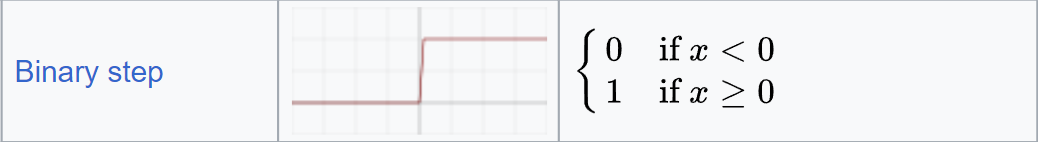 Binary step
0 if x < 0
1 if x ≥ 0